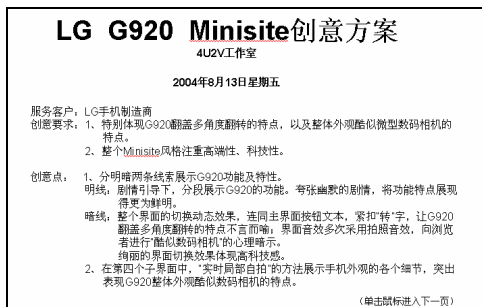 LG G920 Minisite创意方案
4U2V工作室
2004年8月13日星期五
服务客户：LG手机制造商
创意要求：1、特别体现G920翻盖多角度翻转的特点，以及整体外观酷似微型数码相机的
特点。
2、整个Minisite风格注重高端性、科技性。
创意点：1、分明暗两条线索展示G920功能及特性。
明线：剧情引导下，分段展示G920的功能。夸张幽默的剧情，将功能特点展现
得更为鲜明。
暗线：整个界面的切换动态效果，连同主界面按钮文本，紧扣“转”字，让G920
翻盖多角度翻转的特点不言而喻；界面音效多次采用拍照音效，向浏览
者进行“酷似数码相机”的心理暗示。
绚丽的界面切换效果体现高科技感。
2、在第四个子界面中，“实时局部自拍”的方法展示手机外观的各个细节，突出
表现G920整体外观酷似数码相机的特点。
（单击鼠标进入下一页）